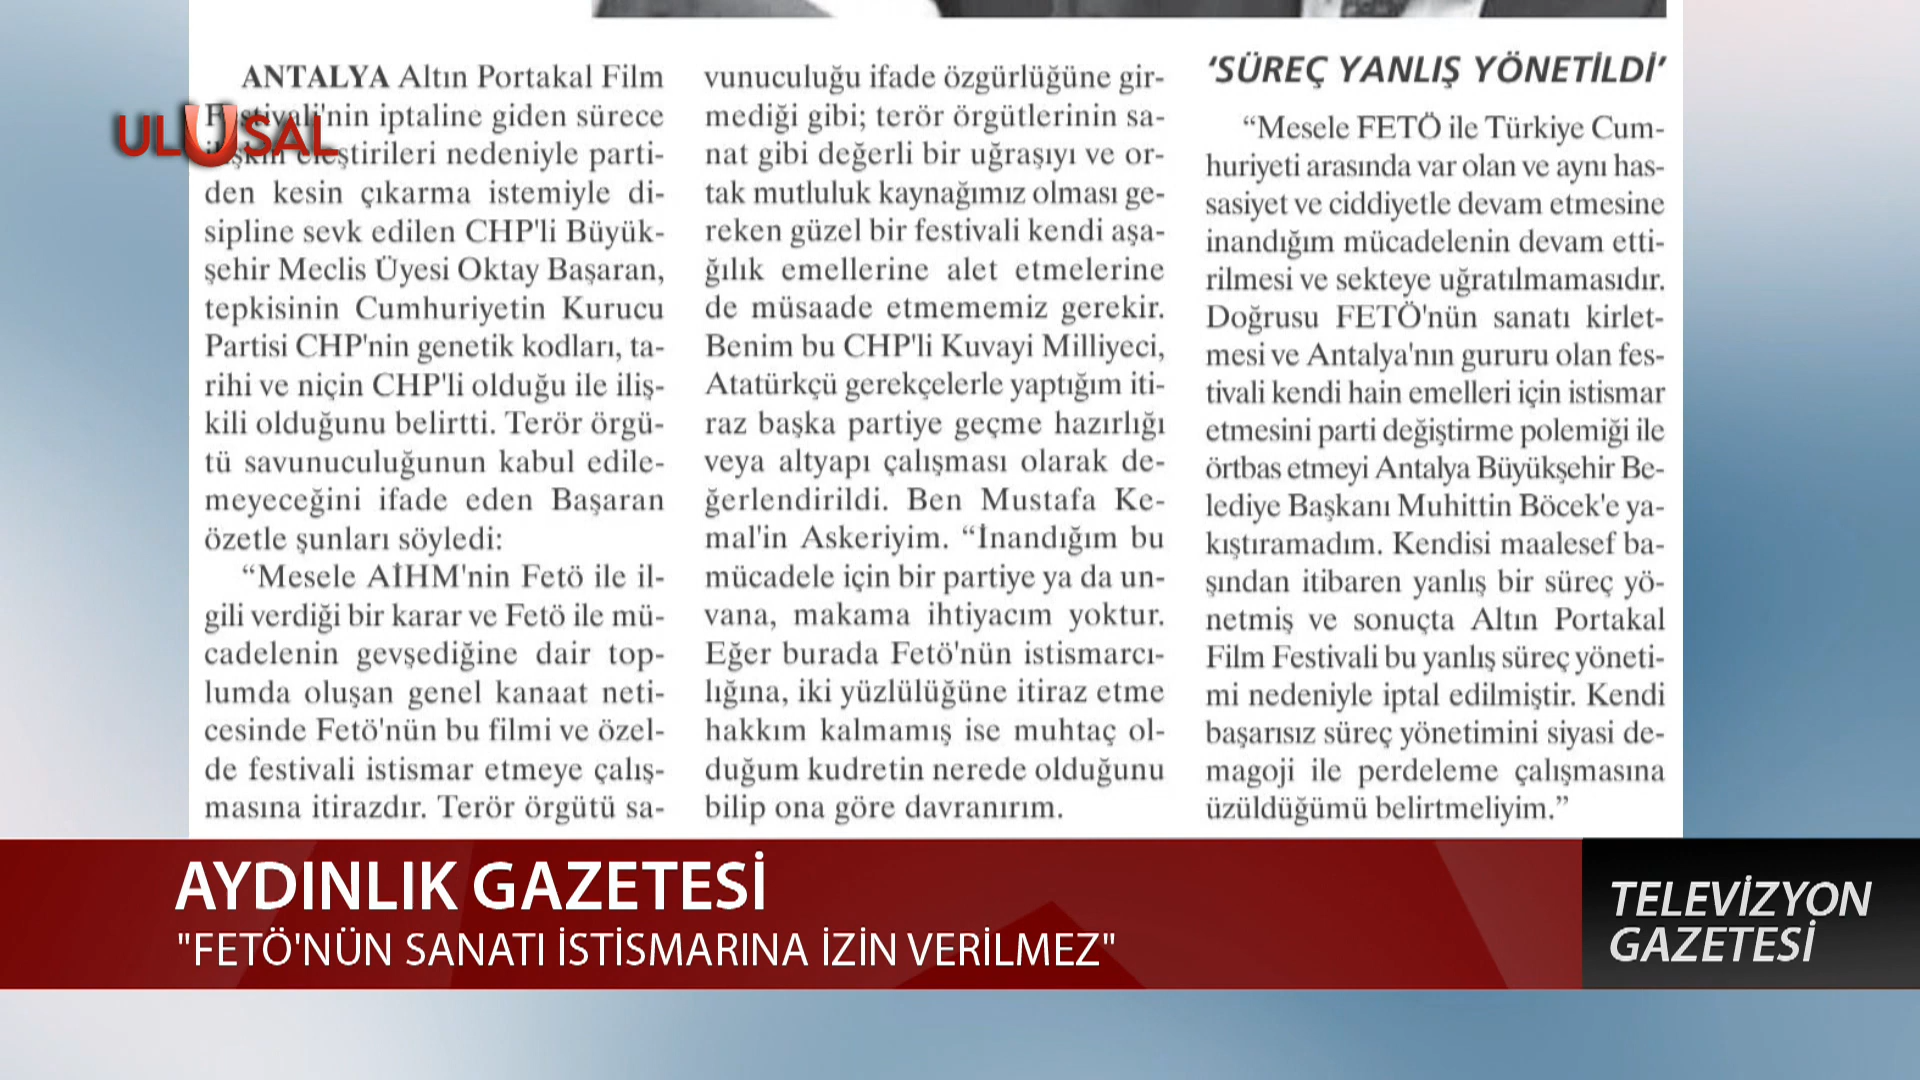 ANTALYA Altın Portakal Film
Festivali'nin iptaline giden sürece
ilişkin eleştirileri nedeniyle parti-
den kesin çıkarma istemiyle di-
sipline sevk edilen CHP'li Büyük-
şehir Meclis Üyesi Oktay Başaran,
tepkisinin Cumhuriyetin Kurucu
Partisi CHP'nin genetik kodları, ta-
rihi ve niçin CHP'li olduğu ile iliş-
kili olduğunu belirtti. Terör örgü-
tü savunuculuğunun kabul edile-
meyeceğini ifade eden Başaran
özetle şunları söyledi:
“Mesele AİHM'nin Fetö ile il-
gili verdiği bir karar ve Fetö ile mü-
cadelenin gevşediğine dair top-
lumda oluşan genel kanaat neti-
cesinde Fetö'nün bu filmi ve özel-
de festivali istismar etmeye çalış-
masına itirazdır. Terör örgütü sa-
vunuculuğu ifade özgürlüğüne gir-
mediği gibi; terör örgütlerinin sa-
nat gibi değerli bir uğraşıyı ve or-
tak mutluluk kaynağımız olması ge-
reken güzel bir festivali kendi aşa-
ğılık emellerine alet etmelerine
de müsaade etmememiz gerekir.
Benim bu CHP'li Kuvayi Milliyeci,
Atatürkçü gerekçelerle yaptığım iti-
raz başka partiye geçme hazırlığı
veya altyapı çalışması olarak de-
ğerlendirildi. Ben Mustafa Ke-
mal'in Askeriyim. “İnandığım bu
mücadele için bir partiye ya da un-
vana, makama ihtiyacım yoktur.
Eğer burada Fetö'nün istismarcı-
lığına, iki yüzlülüğüne itiraz etme
hakkım kalmamış ise muhtaç ol-
duğum kudretin nerede olduğunu
bilip ona göre davranırım.
‘SÜREÇ YANLIŞ YÖNETİLDİ’
“Mesele FETÖ ile Türkiye Cum-
huriyeti arasında var olan ve aynı has-
sasiyet ve ciddiyetle devam etmesine
inandığım mücadelenin devam etti-
rilmesi ve sekteye uğratılmamasıdır.
Doğrusu FETÖ'nün sanatı kirlet-
mesi ve Antalya'nın gururu olan fes-
tivali kendi hain emelleri için istismar
etmesini parti değiştirme polemiği ile
örtbas etmeyi Antalya Büyükşehir Be-
lediye Başkanı Muhittin Böcek'e ya-
kıştıramadım. Kendisi maalesef ba-
şından itibaren yanlış bir süreç yö-
netmiş ve sonuçta Altın Portakal
Film Festivali bu yanlış süreç yöneti-
mi nedeniyle iptal edilmiştir. Kendi
başarısız süreç yönetimini siyasi de-
magoji ile perdeleme çalışmasına
üzüldüğümü belirtmeliyim.”
ULUSAL
AYDINLIK GAZETESİ
"FETÖ'NÜN SANATI İSTİSMARINA İZİN VERİLMEZ"
TELEVİZYON
GAZETESİ